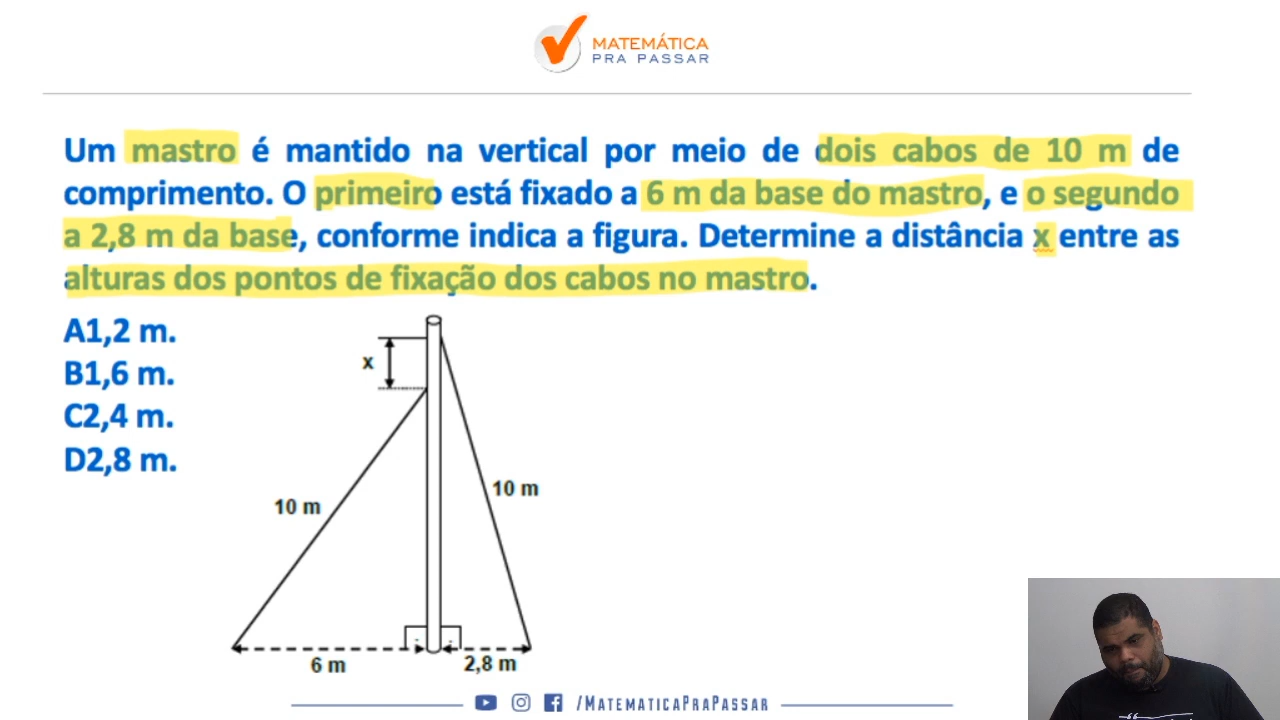 MATEMÁTICA
PRA PASSAR
Um mastro é mantido na vertical por meio de dois cabos de 10 m de
comprimento. O primeiro está fixado a 6 m da base do mastro, e o segundo
a 2,8 m da base, conforme indica a figura. Determine a distância x entre as
alturas dos pontos de fixação dos cabos no mastro.
A1,2 m.
B1,6 m.
C2,4 m.
D2,8 m.
x
10 m
10 m
6 m
2,8 m
/MATEMATICAPRAPASSAR